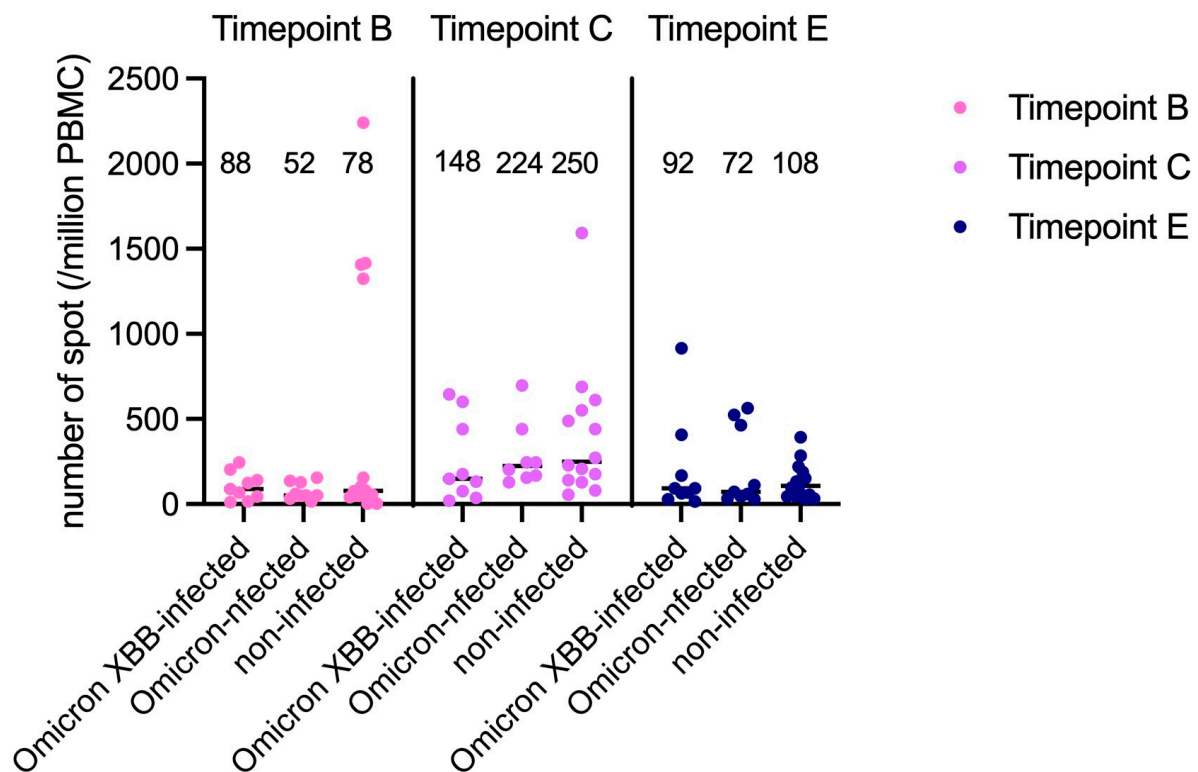 Timepoint B Timepoint C Timepoint E
number of spot (/million PBMC)
2500
2000
1500
1000
500
0
88 52 78 148 224 250 92 72 108
Omicron XBB-infected
Omicron-nfected
non-infected
Omicron XBB-infected
Omicron-nfected
non-infected
Omicron XBB-infected
Omicron-nfected
non-infected
Timepoint B
Timepoint C
Timepoint E